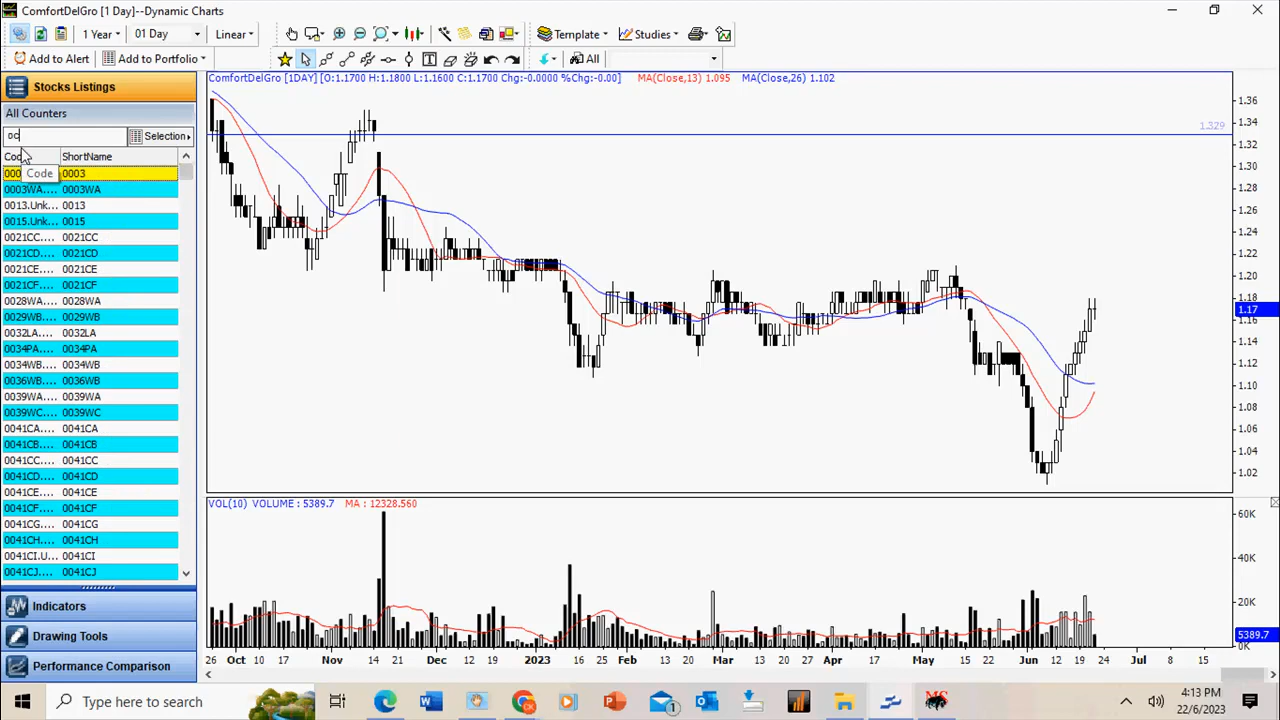 ComfortDelGro [1 Day]--Dynamic Charts
1 Year
01 Day
Linear
Template
Studies
Add to Alert
Add to Portfolio
All
Stocks Listings
All Counters
oc
Selection
ShortName
Code
0003
0003WA.... 0003WA
0013.Unk... 0013
0015.Unk... 0015
0021CC.... 0021CC
0021CD.... 0021CD
0021CE.... 0021CE
0021CF.... 0021CF
0028WA.... 0028WA
0029WB.... 0029WB
0032LA.... 0032LA
0034PA.... 0034PA
0034WB.... 0034WB
0036WB.... 0036WB
0039WA.... 0039WA
0039WC.... 0039WC
0041CA.... 0041CA
0041CB.... 0041CB
0041CC.... 0041CC
0041CD.... 0041CD
0041CE.... 0041CE
0041CF.... 0041CF
0041CG.... 0041CG
0041CH.... 0041CH
0041CI.U... 0041CI
0041CJ.... 0041CJ
Indicators
Drawing Tools
Performance Comparison
ComfortDelGro [1DAY] [O:1.1700 H:1.1800 L:1.1600 C:1.1700 Chg:-0.0000 %Chg:-0.00] MA(Close,13) 1.095 MA(Close,26) 1.102
1.329
1.36
1.34
1.32
1.30
1.28
1.26
1.24
1.22
1.20
1.18
1.17
1.16
1.14
1.12
1.10
1.08
1.06
1.04
1.02
VOL(10) VOLUME : 5389.7 MA : 12328.560
60K
40K
20K
5389.7
0K
26 Oct 10 17 Nov 14 21 Dec 12 19 2023 16 25 Feb 13 20 Mar 13 20 27 Apr 17 24 May 15 22 Jun 12 19 24 Jul 8 15
Type here to search
1
4:13 PM
22/6/2023